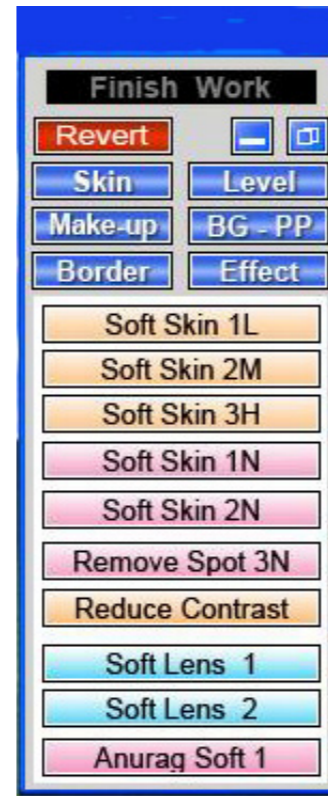 Finish Work
Revert
Skin Level
Make-up BG - PP
Border Effect
Soft Skin 1L
Soft Skin 2M
Soft Skin 3H
Soft Skin 1N
Soft Skin 2N
Remove Spot 3N
Reduce Contrast
Soft Lens 1
Soft Lens 2
Anurag Soft 1